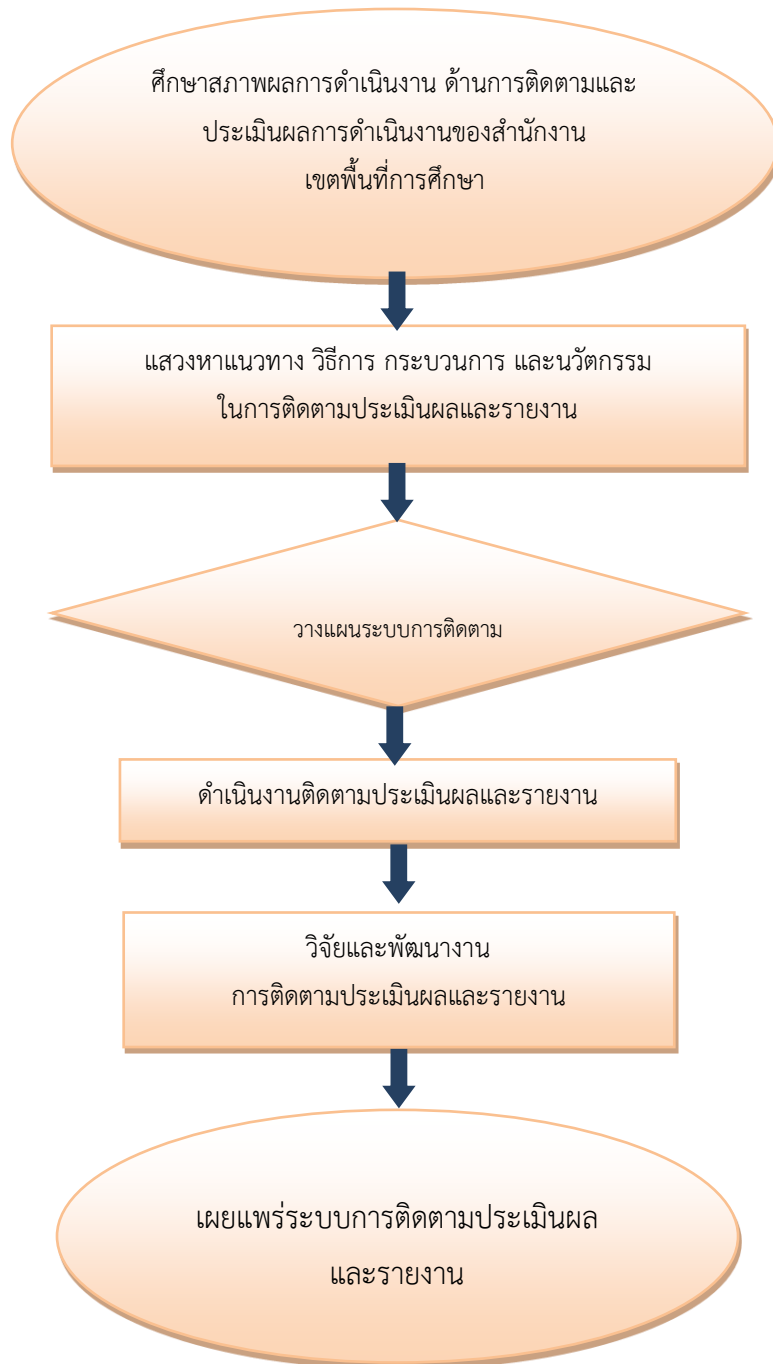 ศึกษาสภาพผลการดำเนินงาน ด้านการติดตามและ
ประเมินผลการดำเนินงานของสำนักงาน
เขตพื้นที่การศึกษา
แสวงหาแนวทาง วิธีการ กระบวนการ และนวัตกรรม
ในการติดตามประเมินผลและรายงาน
วางแผนระบบการติดตาม
ดำเนินงานติดตามประเมินผลและรายงาน
วิจัยและพัฒนางาน
การติดตามประเมินผลและรายงาน
เผยแพร่ระบบการติดตามประเมินผล
และรายงาน